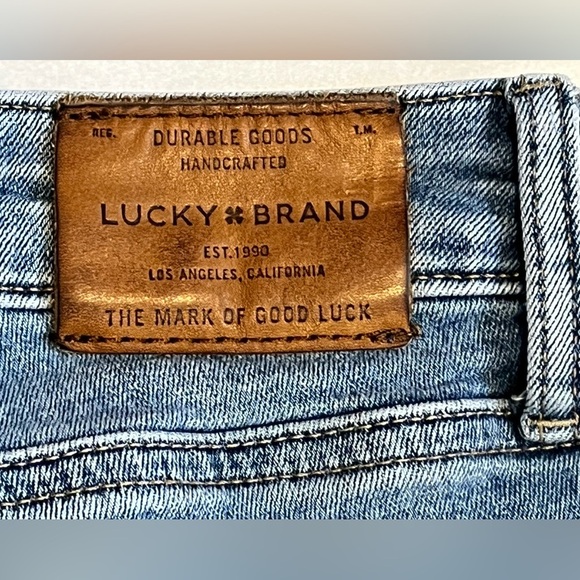 REG. DURABLE GOODS T.M.
HANDCRAFTED
LUCKY BRAND
EST. 1990
LOS ANGELES, CALIFORNIA
THE MARK OF GOOD LUCK